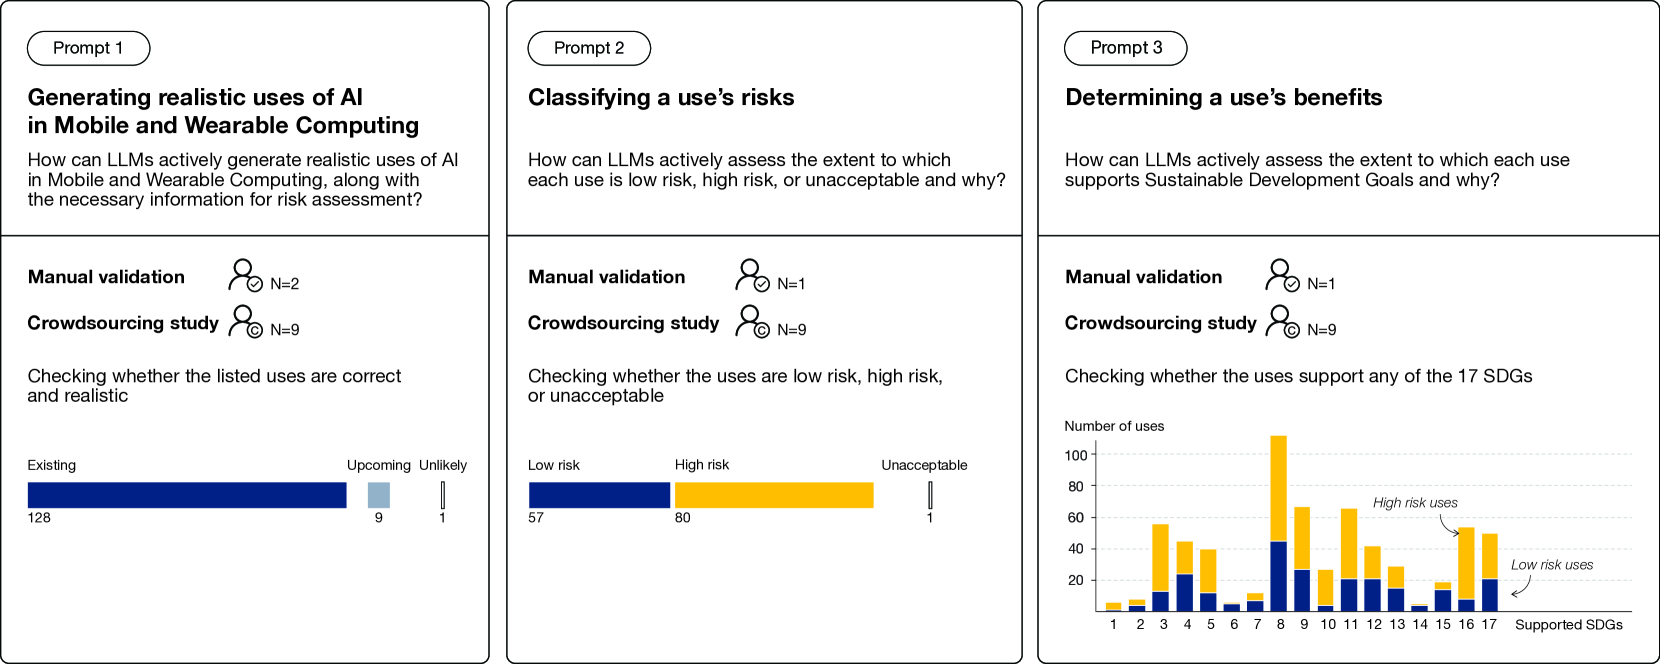 Prompt 1
Generating realistic uses of AI
in Mobile and Wearable Computing
How can LLMs actively generate realistic uses of AI
in Mobile and Wearable Computing, along with
the necessary information for risk assessment?
Manual validation N=2
Crowdsourcing study C N=9
Checking whether the listed uses are correct
and realistic
Existing Upcoming Unlikely
128 9 1
Prompt 2
Classifying a use’s risks
How can LLMs actively assess the extent to which
each use is low risk, high risk, or unacceptable and why?
Manual validation N=1
Crowdsourcing study C N=9
Checking whether the uses are low risk, high risk,
or unacceptable
Low risk High risk Unacceptable
57 80 1
Prompt 3
Determining a use’s benefits
How can LLMs actively assess the extent to which each use
supports Sustainable Development Goals and why?
Manual validation N=1
Crowdsourcing study C N=9
Checking whether the uses support any of the 17 SDGs
Number of uses
100
80
High risk uses
60
40
Low risk uses
20
1 2 3 4 5 6 7 8 9 10 11 12 13 14 15 16 17 Supported SDGs